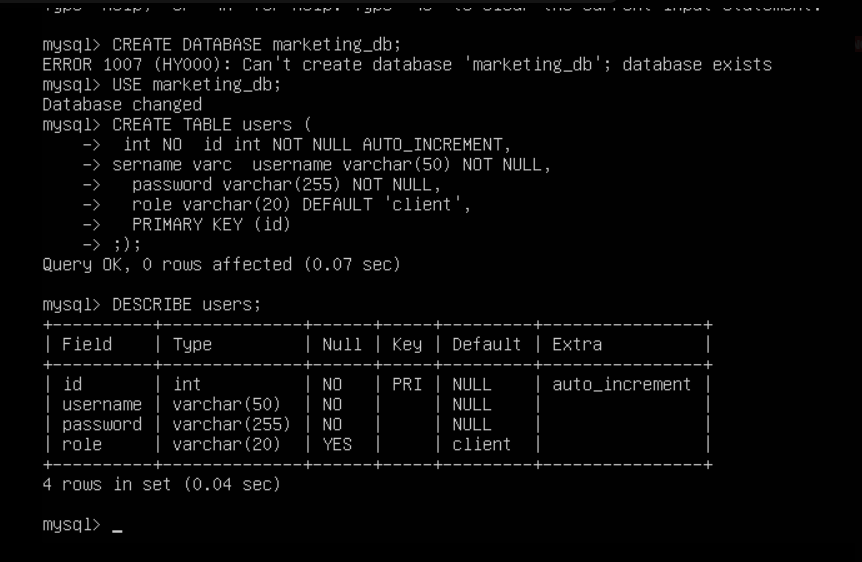 mysql> CREATE DATABASE marketing_db;
ERROR 1007 (HY000): Can't create database 'marketing_db'; database exists
mysql> USE marketing_db;
Database changed
mysql> CREATE TABLE users (
    ->  int NO  id int NOT NULL AUTO_INCREMENT,
    -> sername varc  username varchar(50) NOT NULL,
    ->   password varchar(255) NOT NULL,
    ->   role varchar(20) DEFAULT 'client',
    ->   PRIMARY KEY (id)
    -> ;);
Query OK, 0 rows affected (0.07 sec)
mysql> DESCRIBE users;
+----------+--------------+------+-----+---------+----------------+
| Field    | Type         | Null | Key | Default | Extra          |
+----------+--------------+------+-----+---------+----------------+
| id       | int          | NO   | PRI | NULL    | auto_increment |
| username | varchar(50)  | NO   |     | NULL    |                |
| password | varchar(255) | NO   |     | NULL    |                |
| role     | varchar(20)  | YES  |     | client  |                |
+----------+--------------+------+-----+---------+----------------+
4 rows in set (0.04 sec)
mysql> _